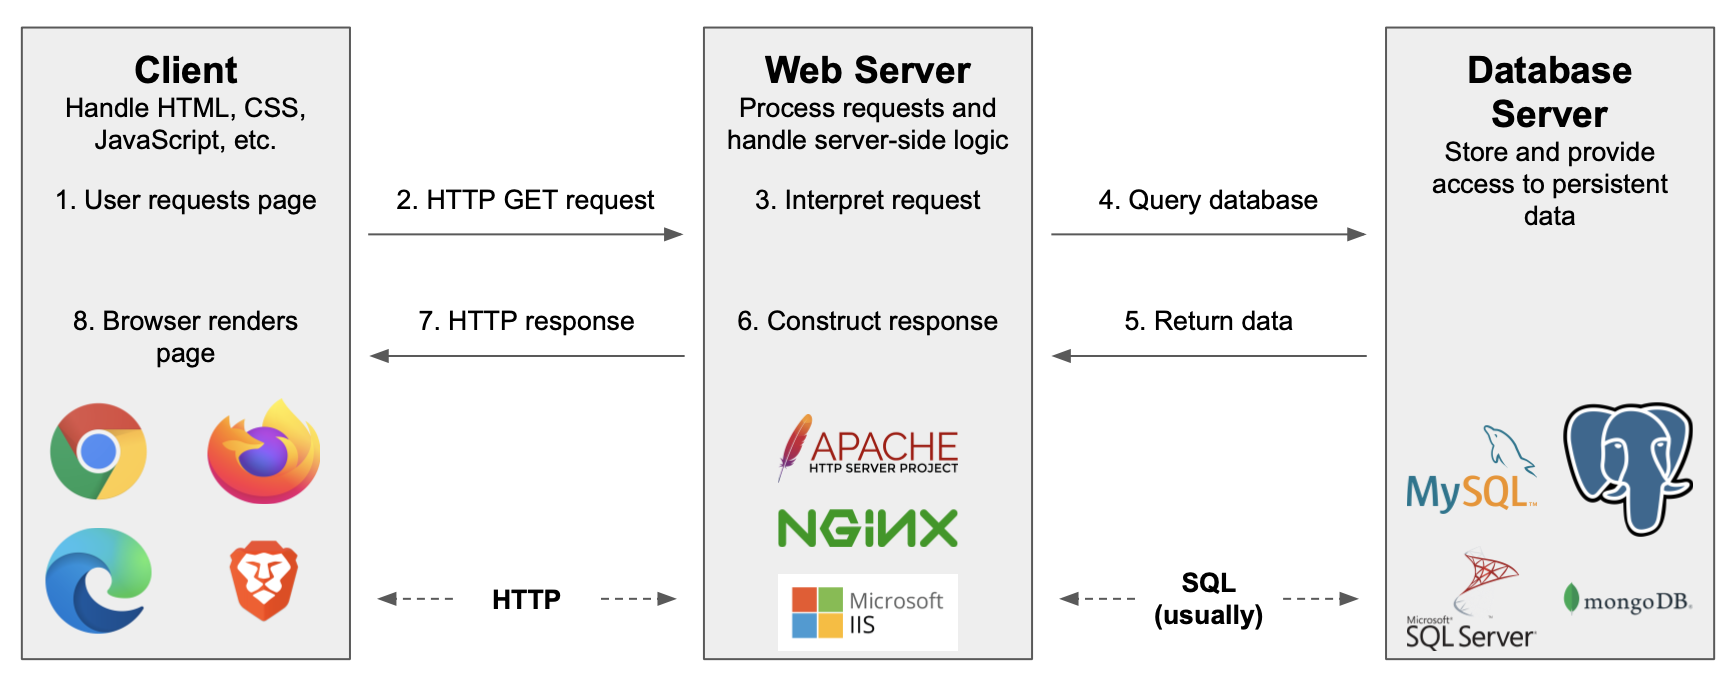 Client
Handle HTML, CSS,
JavaScript, etc.
1. User requests page
8. Browser renders
page
2. HTTP GET request
7. HTTP response
HTTP
Web Server
Process requests and
handle server-side logic
3. Interpret request
6. Construct response
APACHE
HTTP SERVER PROJECT
NGiNX
Microsoft
IIS
4. Query database
5. Return data
SQL
(usually)
Database
Server
Store and provide
access to persistent
data
MySQL™
Microsoft®
SQL Server®
mongoDB®